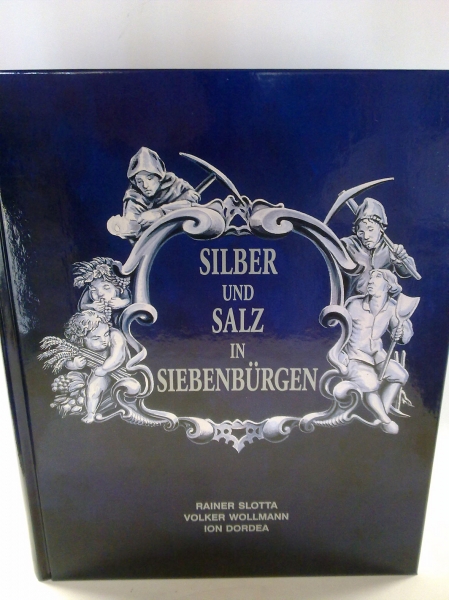 SILBER
UND
SALZ
IN
SIEBENBÜRGEN
RAINER SLOTTA
VOLKER WOLLMANN
ION DORDEA